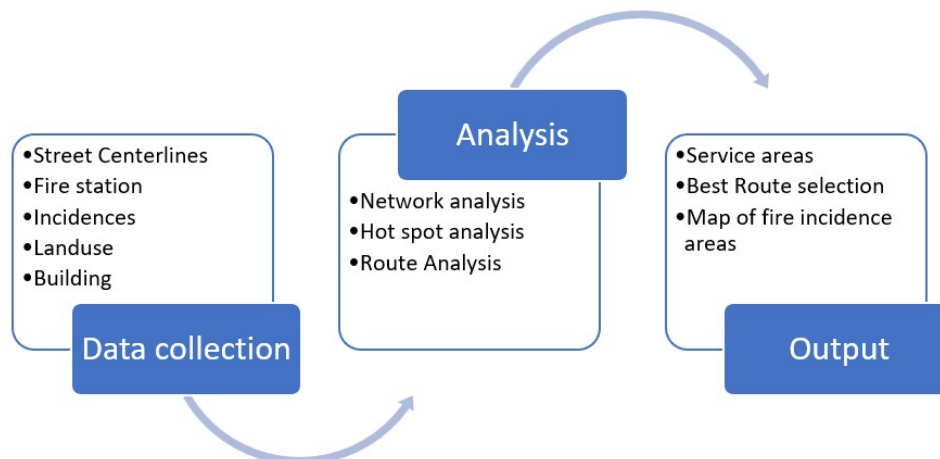 •Street Centerlines
•Fire station
•Incidences
•Landuse
•Building
Data collection
Analysis
•Network analysis
•Hot spot analysis
•Route Analysis
•Service areas
•Best Route selection
•Map of fire incidence
areas
Output